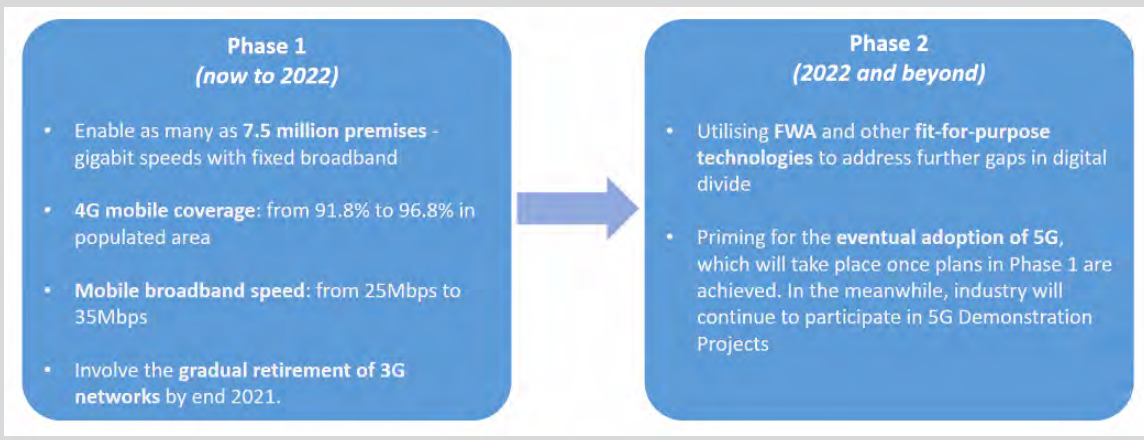 Phase 1
(now to 2022)
• Enable as many as 7.5 million premises -
gigabit speeds with fixed broadband
• 4G mobile coverage: from 91.8% to 96.8% in
populated area
• Mobile broadband speed: from 25Mbps to
35Mbps
• Involve the gradual retirement of 3G
networks by end 2021.
Phase 2
(2022 and beyond)
• Utilising FWA and other fit-for-purpose
technologies to address further gaps in digital
divide
• Priming for the eventual adoption of 5G,
which will take place once plans in Phase 1 are
achieved. In the meanwhile, industry will
continue to participate in 5G Demonstration
Projects